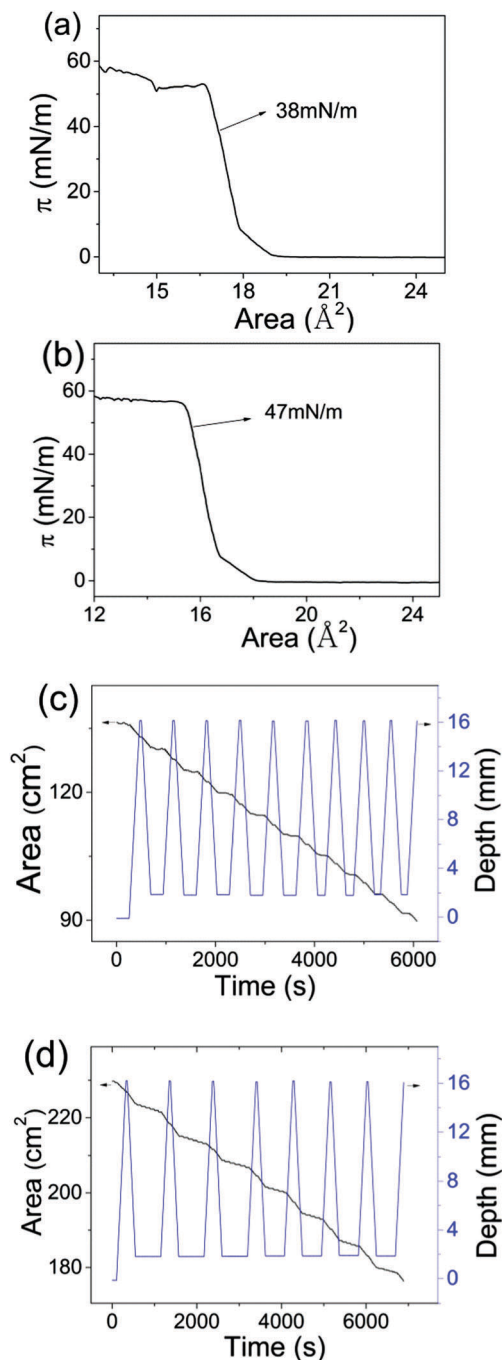 (a)
60
40
20
0
π (mN/m)
38mN/m
15 18 21 24
Area (Å²)
(b)
60
40
20
0
π (mN/m)
47mN/m
12 16 20 24
Area (Å²)
(c)
120
90
Area (cm²)
16
12
8
4
0
Depth (mm)
0 2000 4000 6000
Time (s)
(d)
220
200
180
Area (cm²)
16
12
8
4
2
0
Depth (mm)
0 2000 4000 6000
Time (s)